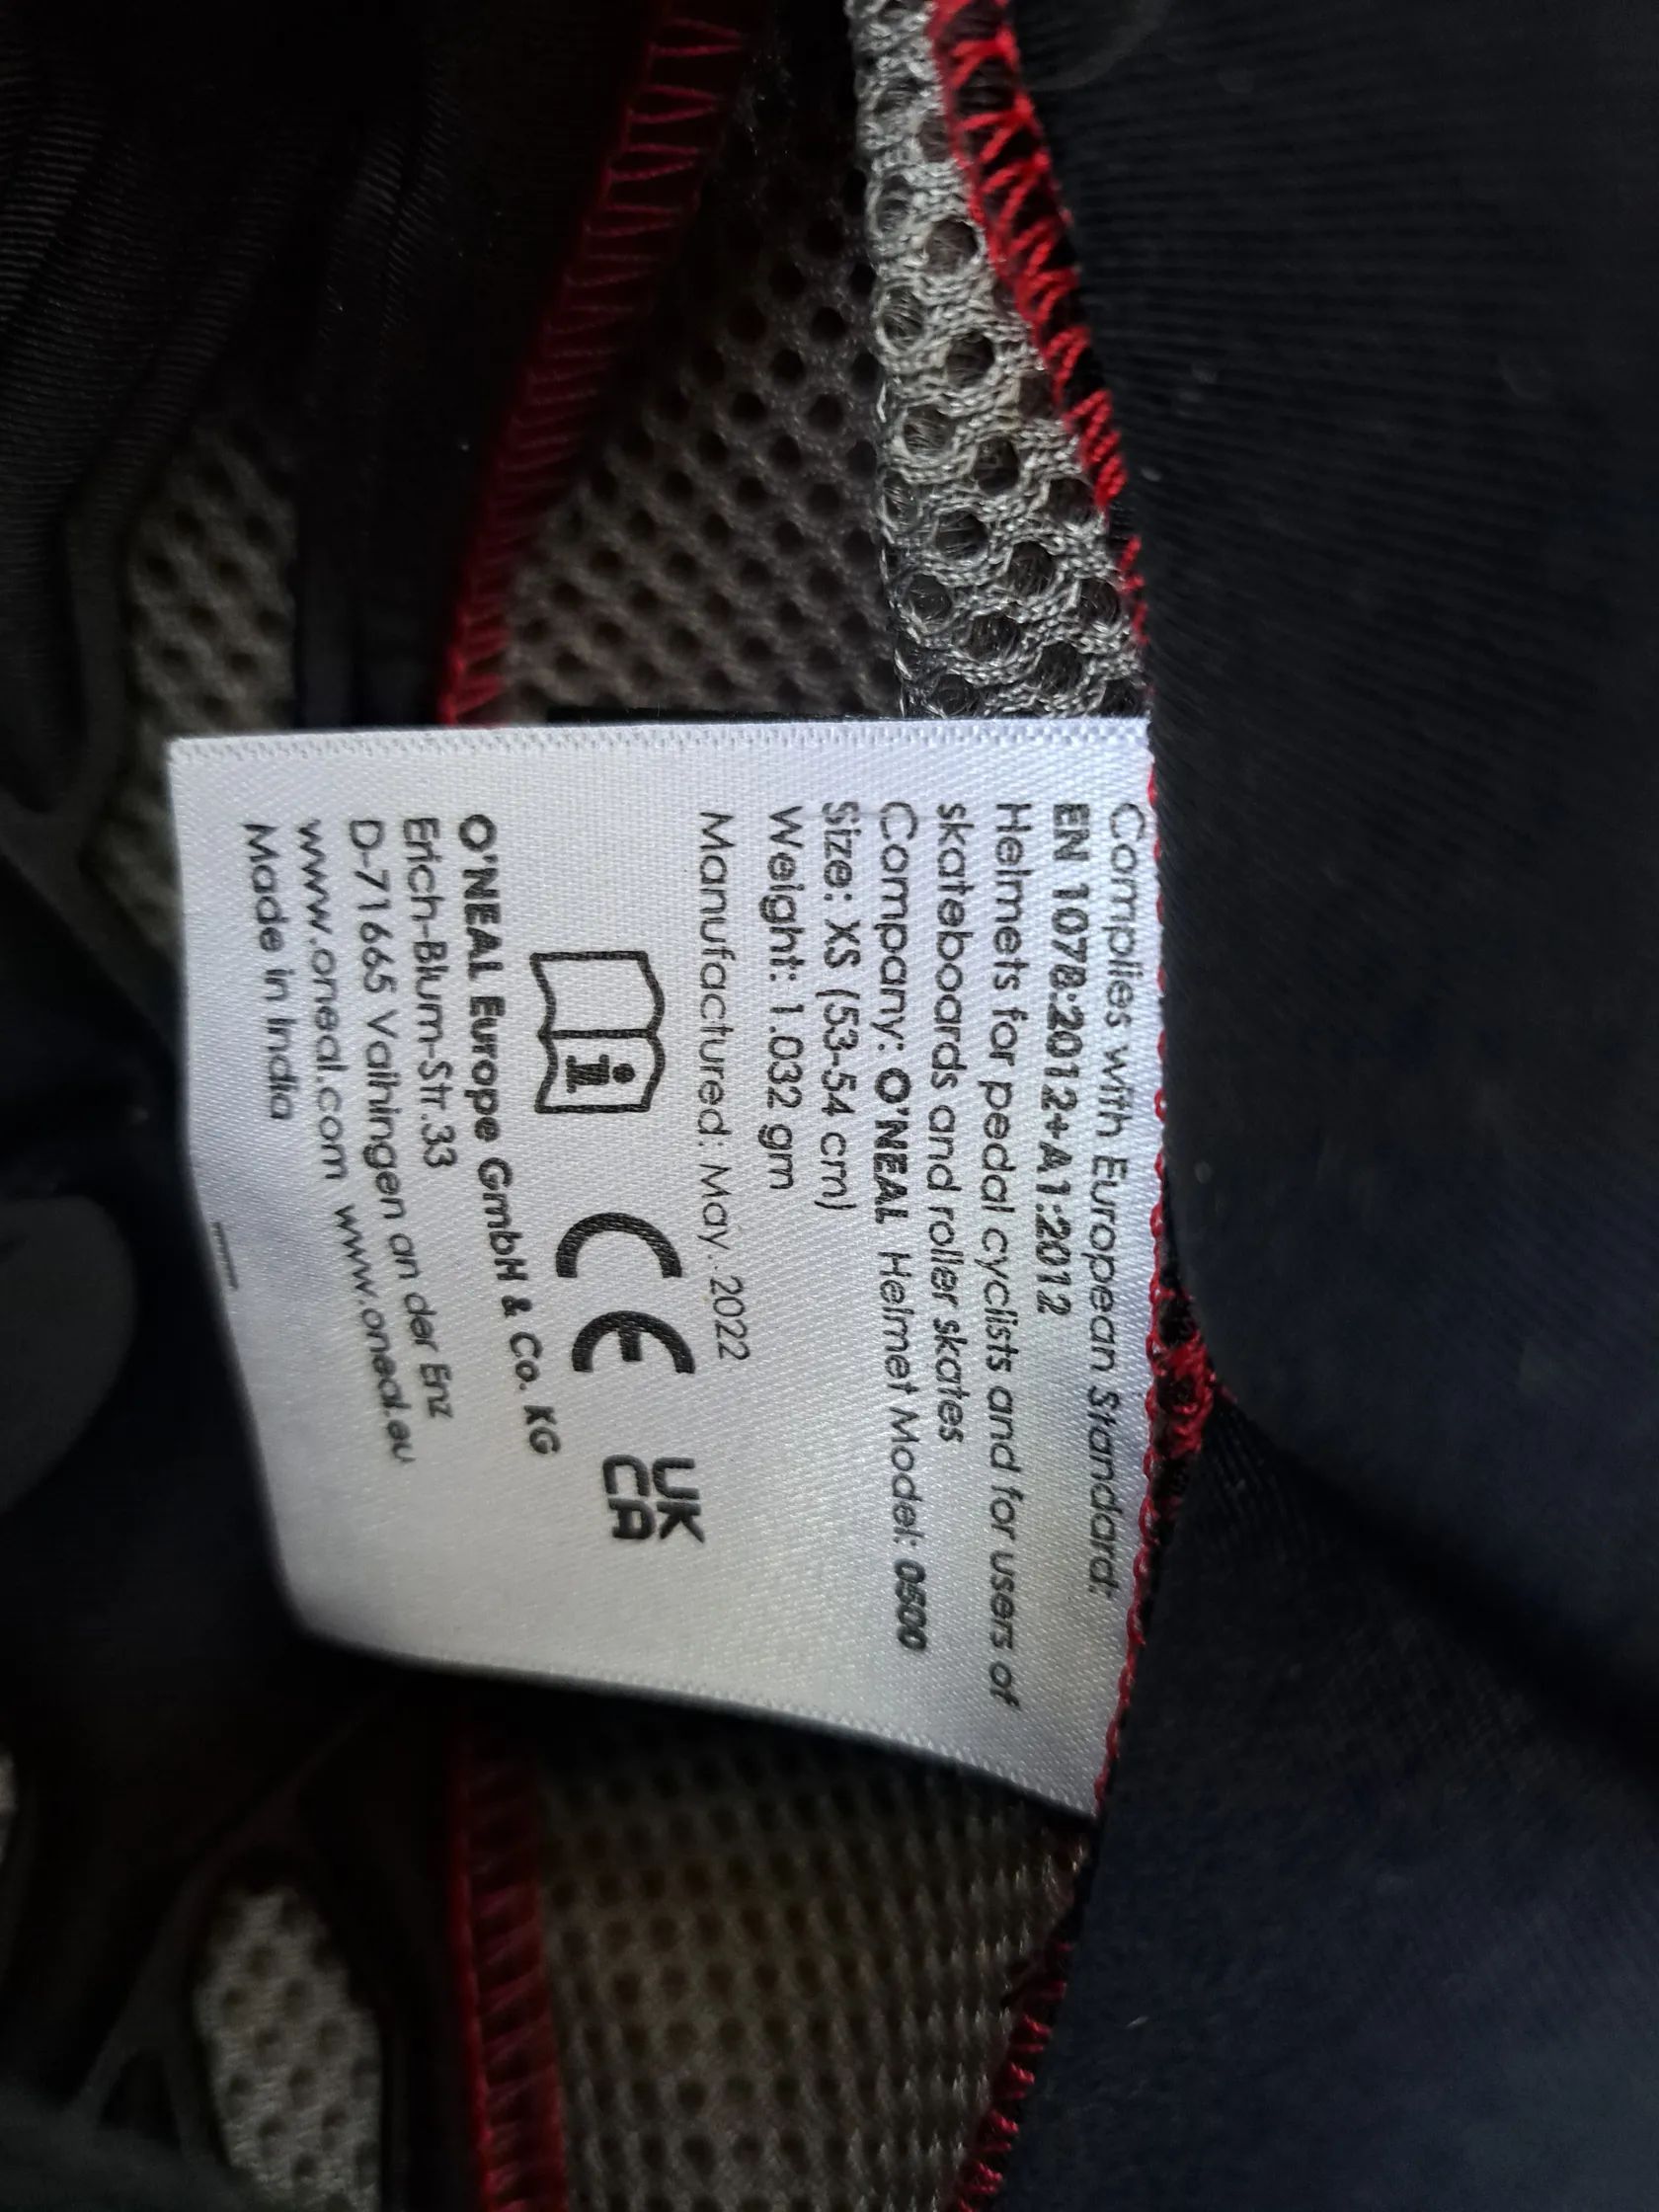 Complies with European Standard.
EN 1078:2012+A1:2012
Helmets for pedal cyclists and for users of
skateboards and roller skates
Company: O'NEAL Helmet Model: 0500
Size: XS (53-54 cm)
Weight: 1.032 gm
Manufactured: May. 2022
i CE UK
CA
O'NEAL Europe GmbH & Co. KG
Erich-Blum-Str.33
D-71665 Vaihingen an der Enz
www.oneal.com www.oneal.eu
Made in India